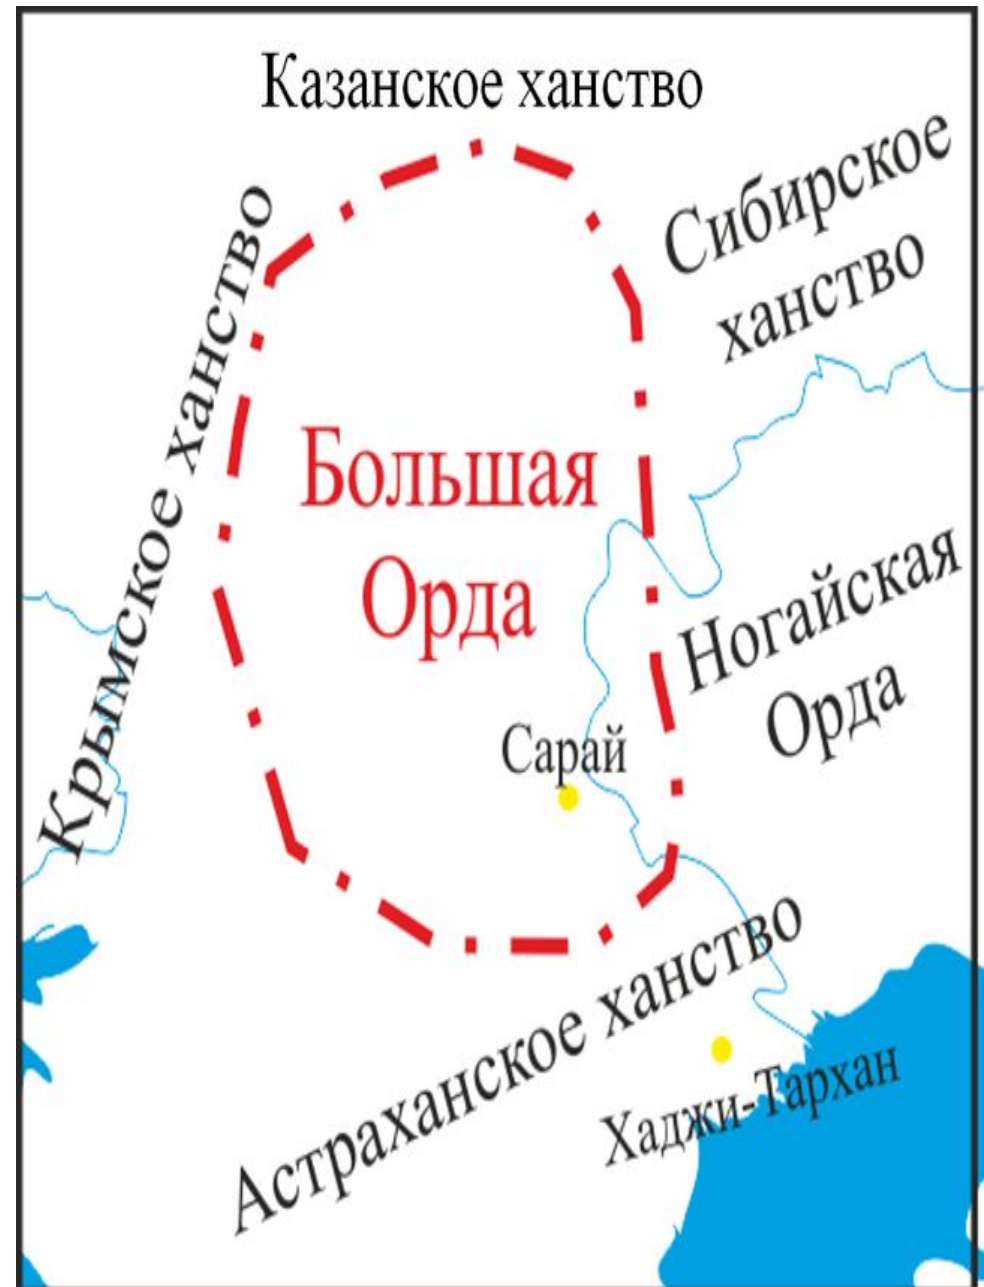 Казанское ханство
Сибирское
ханство
Крымское ханство
Большая
Орда
Ногайская
Орда
Сарай
Астраханское ханство
Хаджи-Тархан